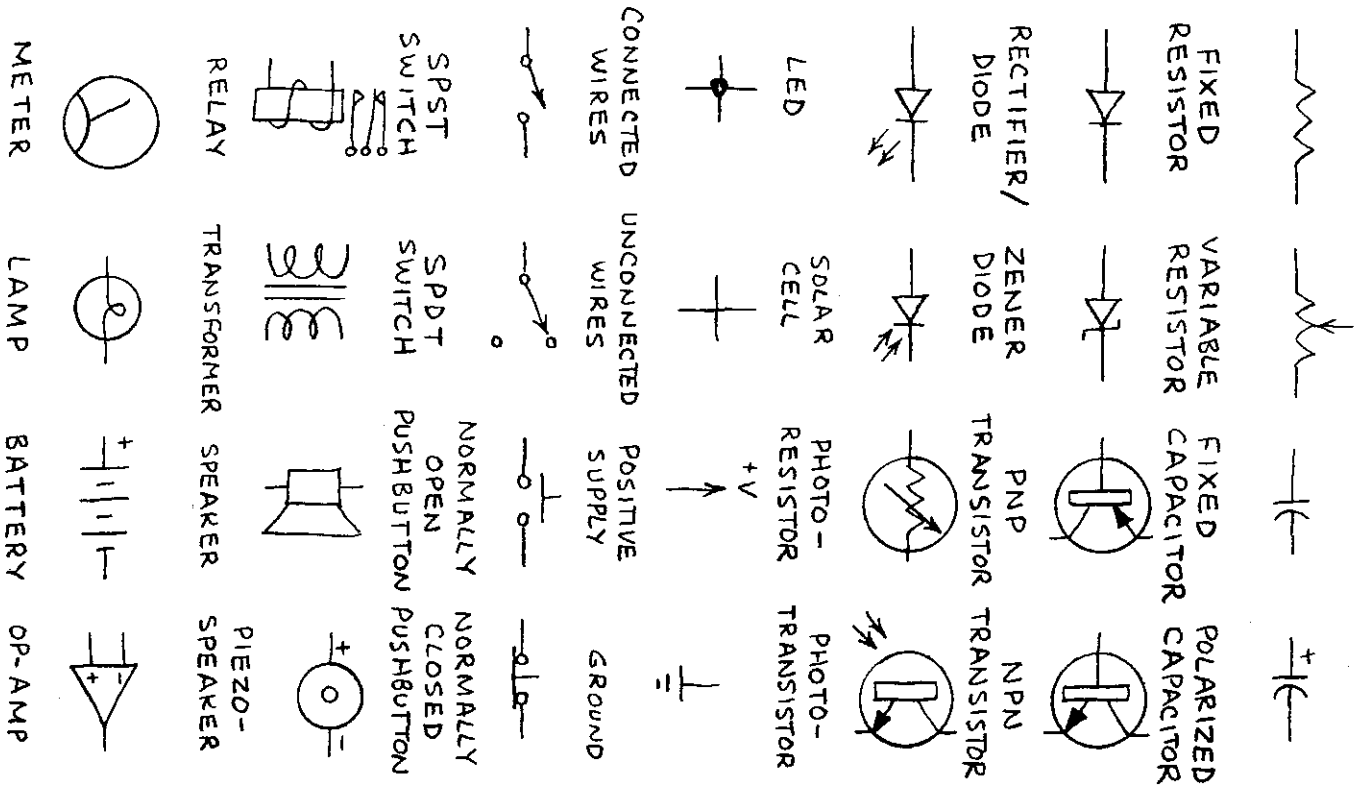 FIXED
RESISTOR
VARIABLE
RESISTOR
FIXED
CAPACITOR
+
POLARIZED
CAPACITOR
RECTIFIER/
DIODE
ZENER
DIODE
PNP
TRANSISTOR
NPN
TRANSISTOR
LED
SOLAR
CELL
PHOTO-
RESISTOR
PHOTO-
TRANSISTOR
CONNECTED
WIRES
UNCONNECTED
WIRES
+V
POSITIVE
SUPPLY
GROUND
SPST
SWITCH
SPDT
SWITCH
NORMALLY
OPEN
PUSHBUTTON
NORMALLY
CLOSED
PUSHBUTTON
RELAY
TRANSFORMER
SPEAKER
+ -
PIEZO-
SPEAKER
METER
LAMP
+
BATTERY
+ -
OP-AMP